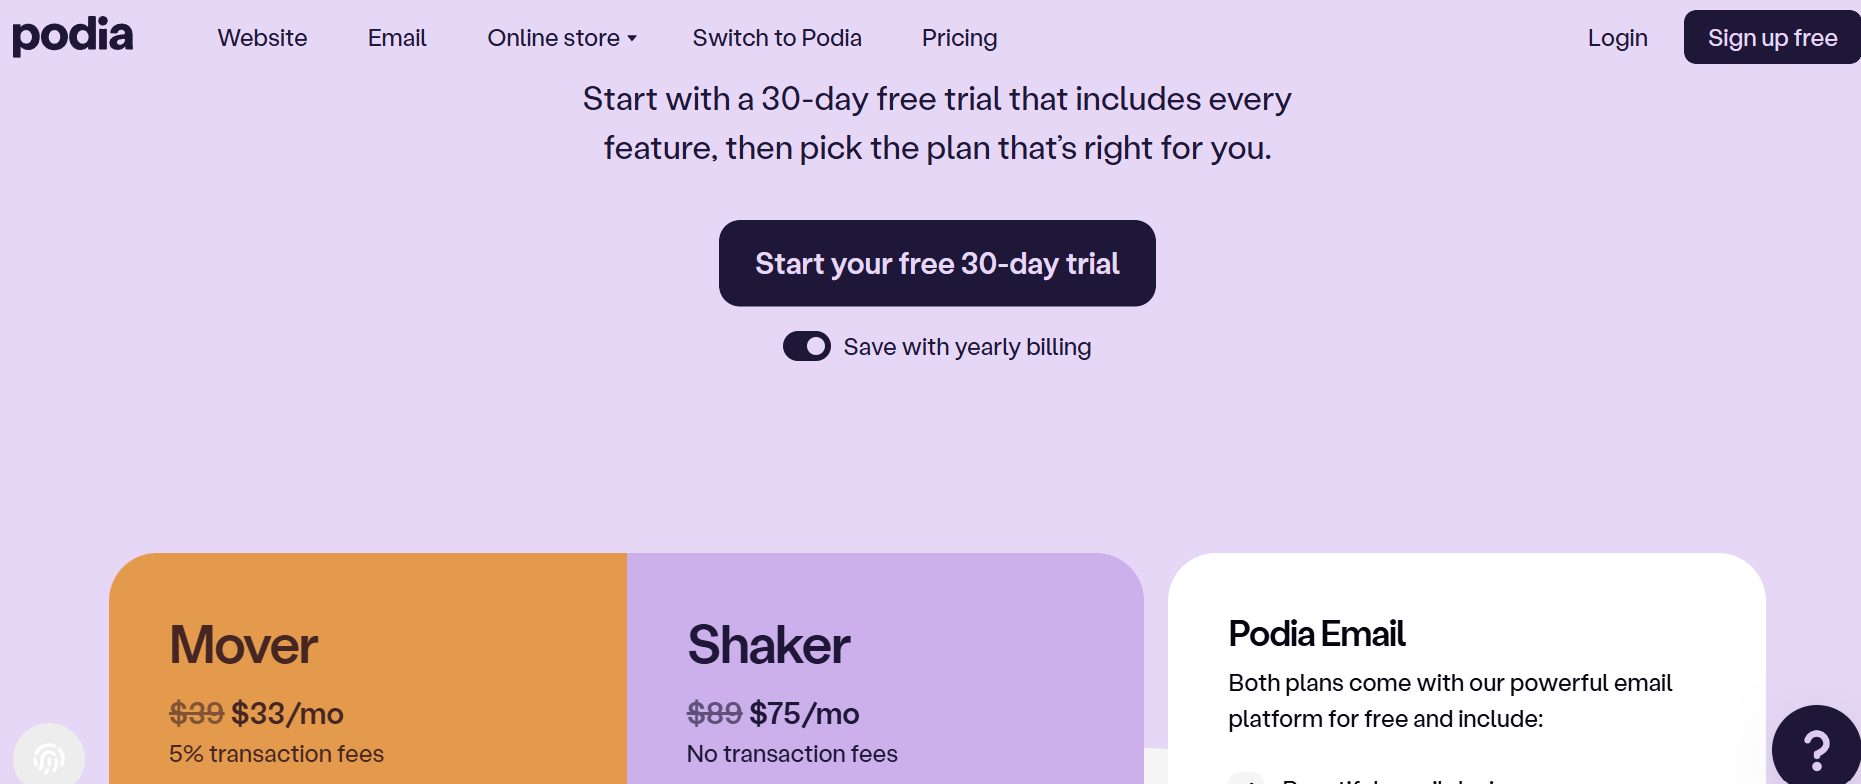 podia
Website
Email
Online store
Switch to Podia
Pricing
Login
Sign up free
Start with a 30-day free trial that includes every
feature, then pick the plan that’s right for you.
Start your free 30-day trial
Save with yearly billing
Mover
$39 $33/mo
5% transaction fees
Shaker
$89 $75/mo
No transaction fees
Podia Email
Both plans come with our powerful email
platform for free and include:
?